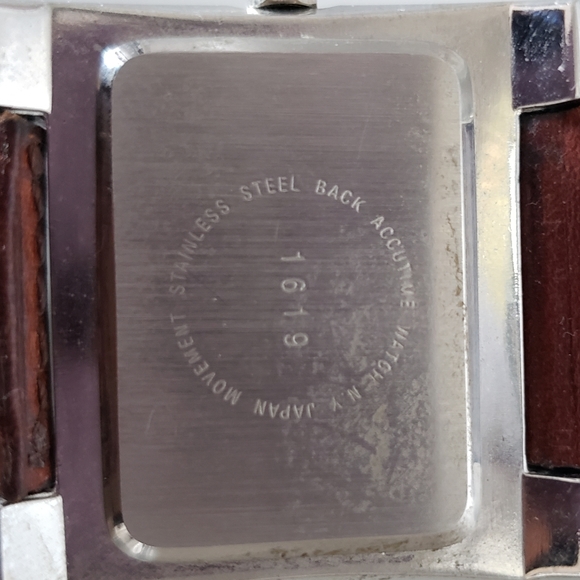 STAINLESS STEEL BACK ACCUTIME WATCH N.Y. JAPAN MOVEMENT
1619